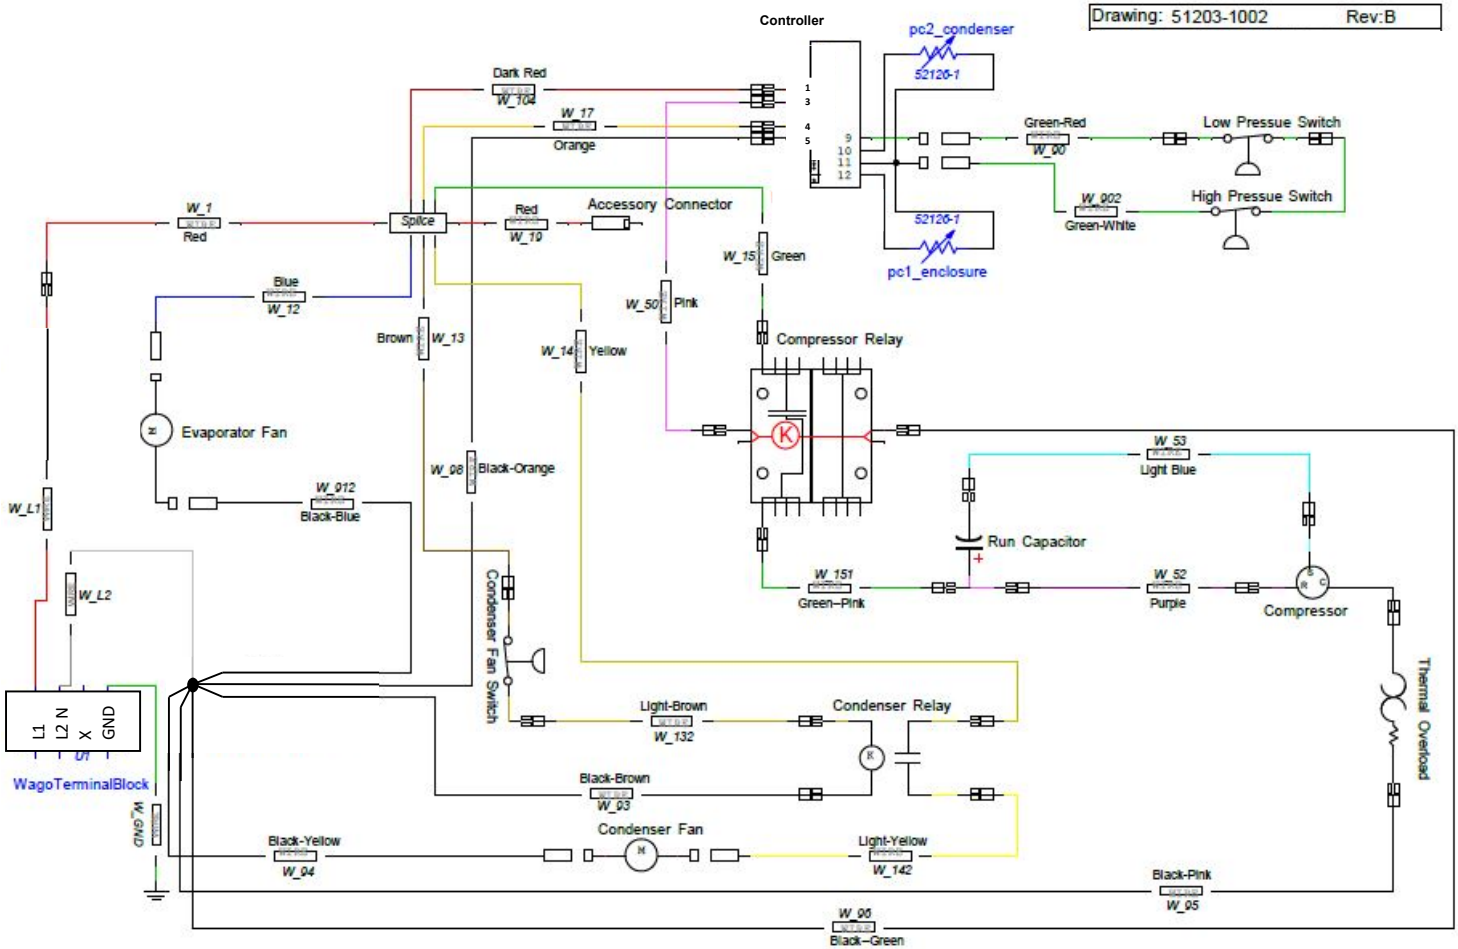 Drawing: 51203-1002 Rev:B
Controller
pc2_condenser
52126-1
Dark Red
W_104
1
3
W_17
4
5
Orange
9
10
11
12
Green-Red
W_90
Low Pressue Switch
W_902
Green-White
High Pressue Switch
52126-1
pc1_enclosure
W_1
Red
Splice
Red
W_19
Accessory Connector
W_15
Green
Blue
W_12
Brown
W_13
W_14
Yellow
W_50
Pink
Compressor Relay
K
Evaporator Fan
M
W_98
Black-Orange
W_53
Light Blue
W_L1
W_912
Black-Blue
Run Capacitor
+
W_L2
W_151
Green-Pink
W_52
Purple
S
R
C
Compressor
Condenser Fan Switch
Thermal Overload
L1
L2 N
X
GND
U1
WagoTerminalBlock
W_GND
Light-Brown
W_132
Condenser Relay
K
Black-Brown
W_93
Condenser Fan
M
Black-Yellow
W_94
Light-Yellow
W_142
Black-Pink
W_95
W_96
Black-Green